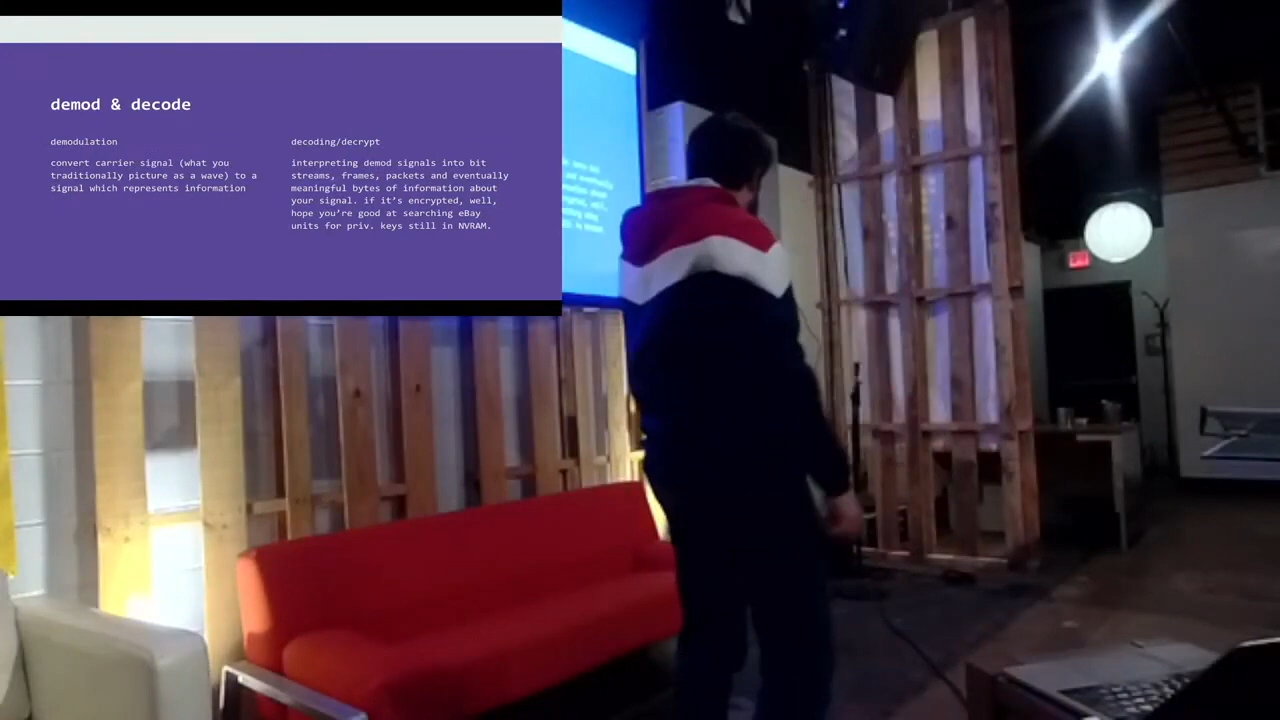 demod & decode
demodulation
convert carrier signal (what you
traditionally picture as a wave) to a
signal which represents information
decoding/decrypt
interpreting demod signals into bit
streams, frames, packets and eventually
meaningful bytes of information about
your signal. if it’s encrypted, well,
hope you’re good at searching eBay
units for priv. keys still in NVRAM.